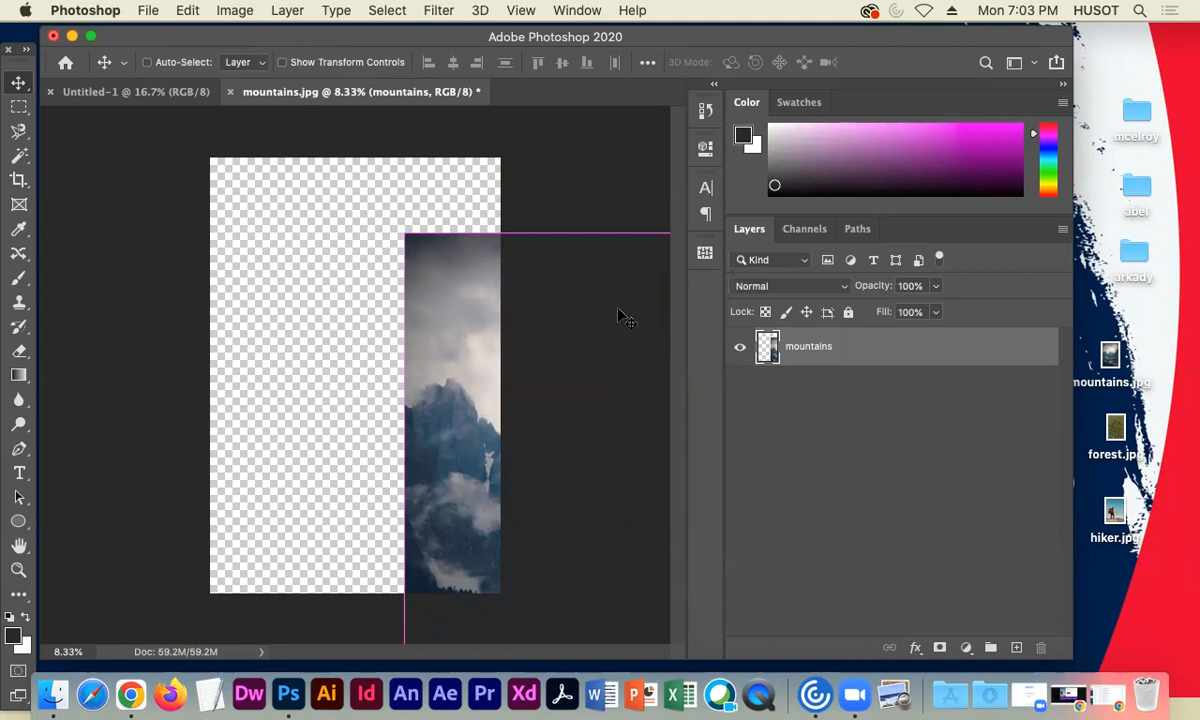 Photoshop File Edit Image Layer Type Select Filter 3D View Window Help Mon 7:03 PM HUSOT
Adobe Photoshop 2020
Auto-Select: Layer Show Transform Controls 3D Mode:
Untitled-1 @ 16.7% (RGB/8) mountains.jpg @ 8.33% (mountains, RGB/8) *
Color Swatches
Layers Channels Paths
Kind
Normal Opacity: 100%
Lock: Fill: 100%
mountains
8.33% Doc: 59.2M/59.2M
mcelroy
abel
arkady
mountains.jpg
forest.jpg
hiker.jpg
Dw Ps Ai Id An Ae Pr Xd